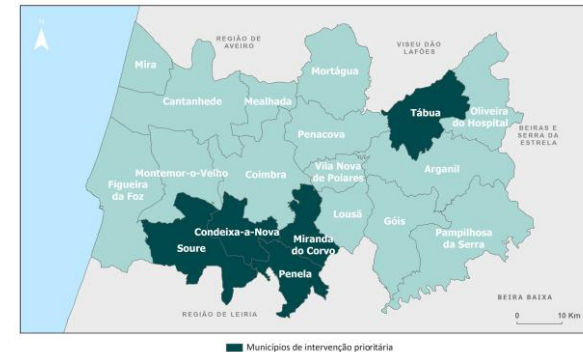 N
REGIÃO DE
AVEIRO
VISEU DÃO
LAFÕES
Mira
Mortágua
Cantanhede
Mealhada
Tábua
Oliveira
do Hospital
Penacova
BEIRAS E
SERRA DA
ESTRELA
Montemor-o-Velho
Coimbra
Vila Nova
de Poiares
Arganil
Figueira
da Foz
Lousã
Góis
Condeixa-a-Nova
Soure
Miranda
do Corvo
Pampilhosa
da Serra
Penela
REGIÃO DE LEIRIA
BEIRA BAIXA
0 10 Km
Municípios de intervenção prioritária